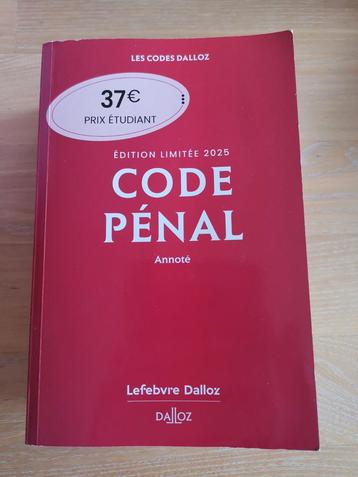 LES CODES DALLOZ
37€
PRIX ÉTUDIANT
ÉDITION LIMITÉE 2025
CODE
PÉNAL
Annoté
Lefebvre Dalloz
DALLOZ